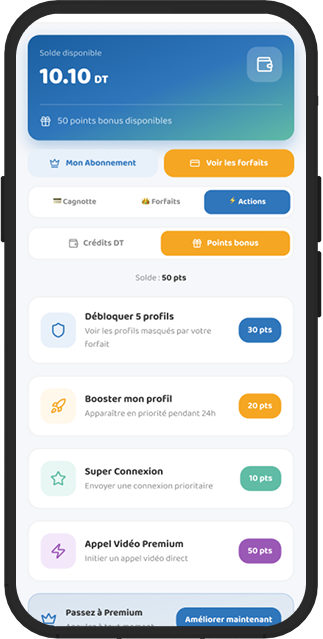 Solde disponible
10.10 DT
50 points bonus disponibles
Mon Abonnement
Voir les forfaits
Cagnotte
Forfaits
Actions
Crédits DT
Points bonus
Solde : 50 pts
Débloquer 5 profils
Voir les profils masqués par votre
forfait
30 pts
Booster mon profil
Apparaître en priorité pendant 24h
20 pts
Super Connexion
Envoyer une connexion prioritaire
10 pts
Appel Vidéo Premium
Initier un appel vidéo direct
50 pts
Passez à Premium
Améliorer maintenant